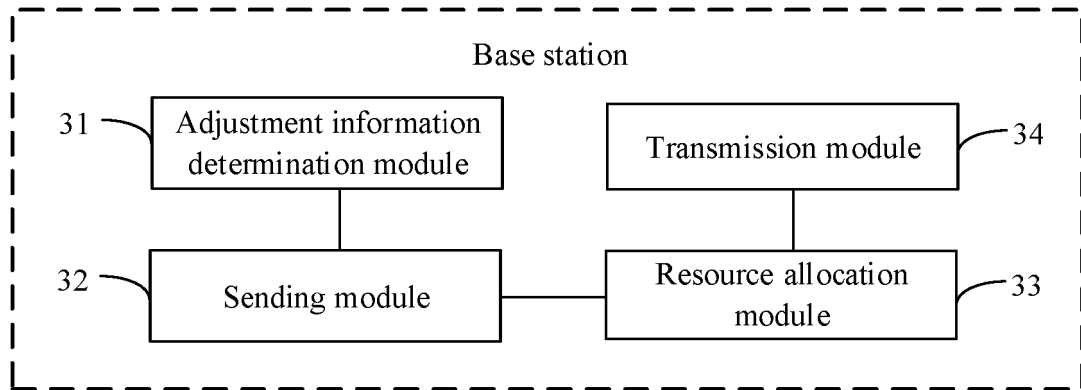 Base station
31
Adjustment information
determination module
Transmission module
34
32
Sending module
Resource allocation
module
33